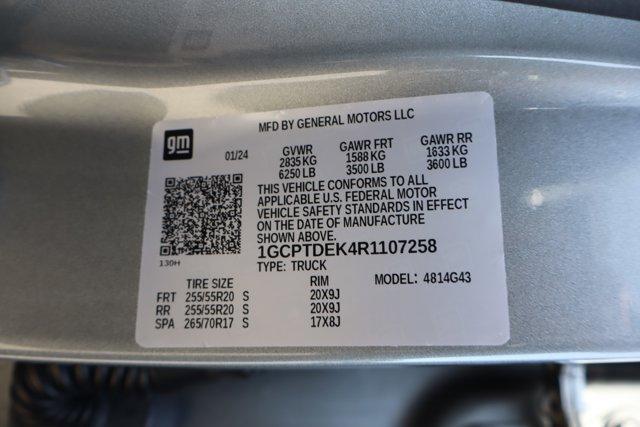 gm
MFD BY GENERAL MOTORS LLC
01/24
GVWR GAWR FRT GAWR RR
2835 KG 1588 KG 1633 KG
6250 LB 3500 LB 3600 LB
THIS VEHICLE CONFORMS TO ALL
APPLICABLE U.S. FEDERAL MOTOR
VEHICLE SAFETY STANDARDS IN EFFECT
ON THE DATE OF MANUFACTURE
SHOWN ABOVE.
1GCPTDEK4R1107258
130H
TYPE: TRUCK
MODEL: 4814G43
TIRE SIZE RIM
FRT 255/55R20 S 20X9J
RR 255/55R20 S 20X9J
SPA 265/70R17 S 17X8J